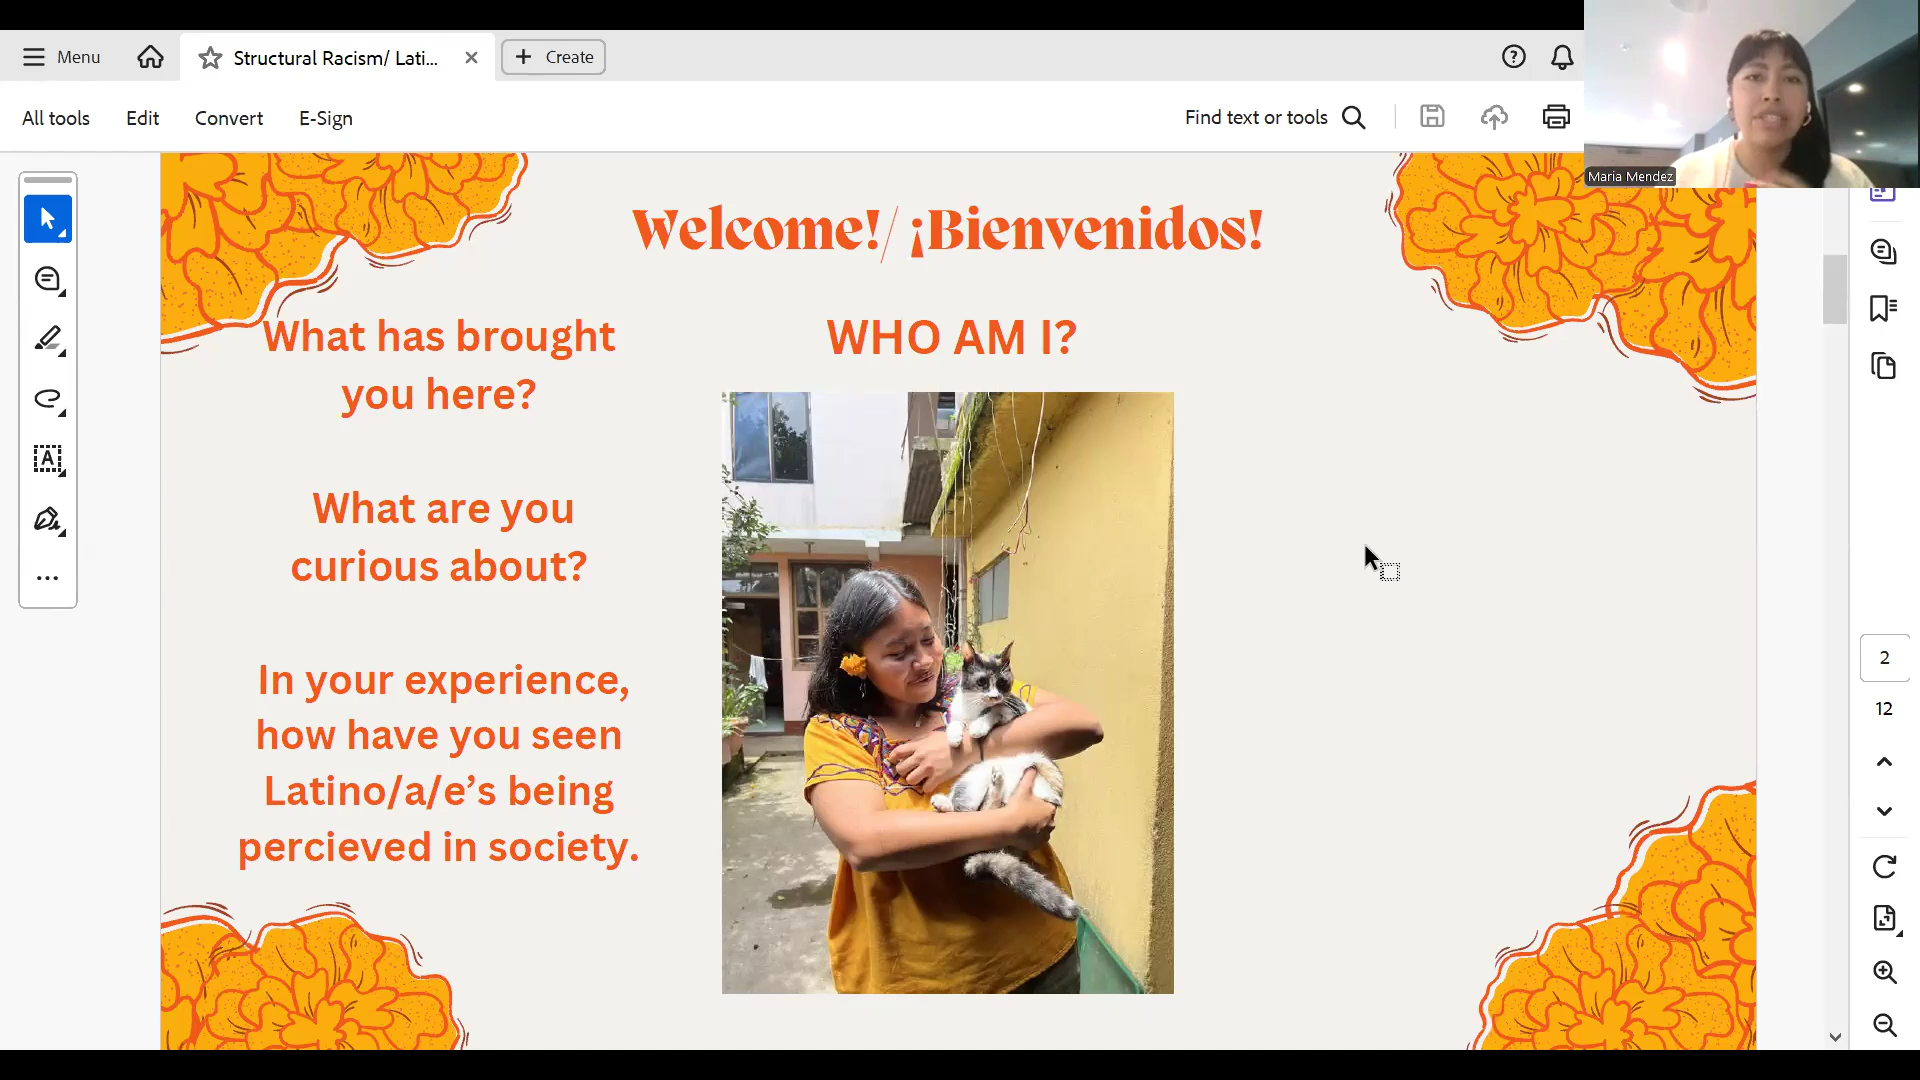 Menu
Structural Racism/ Lati...
Create
All tools
Edit
Convert
E-Sign
Find text or tools
Maria Mendez
Welcome!/ ¡Bienvenidos!
What has brought
you here?
What are you
curious about?
In your experience,
how have you seen
Latino/a/e’s being
percieved in society.
WHO AM I?
2
12